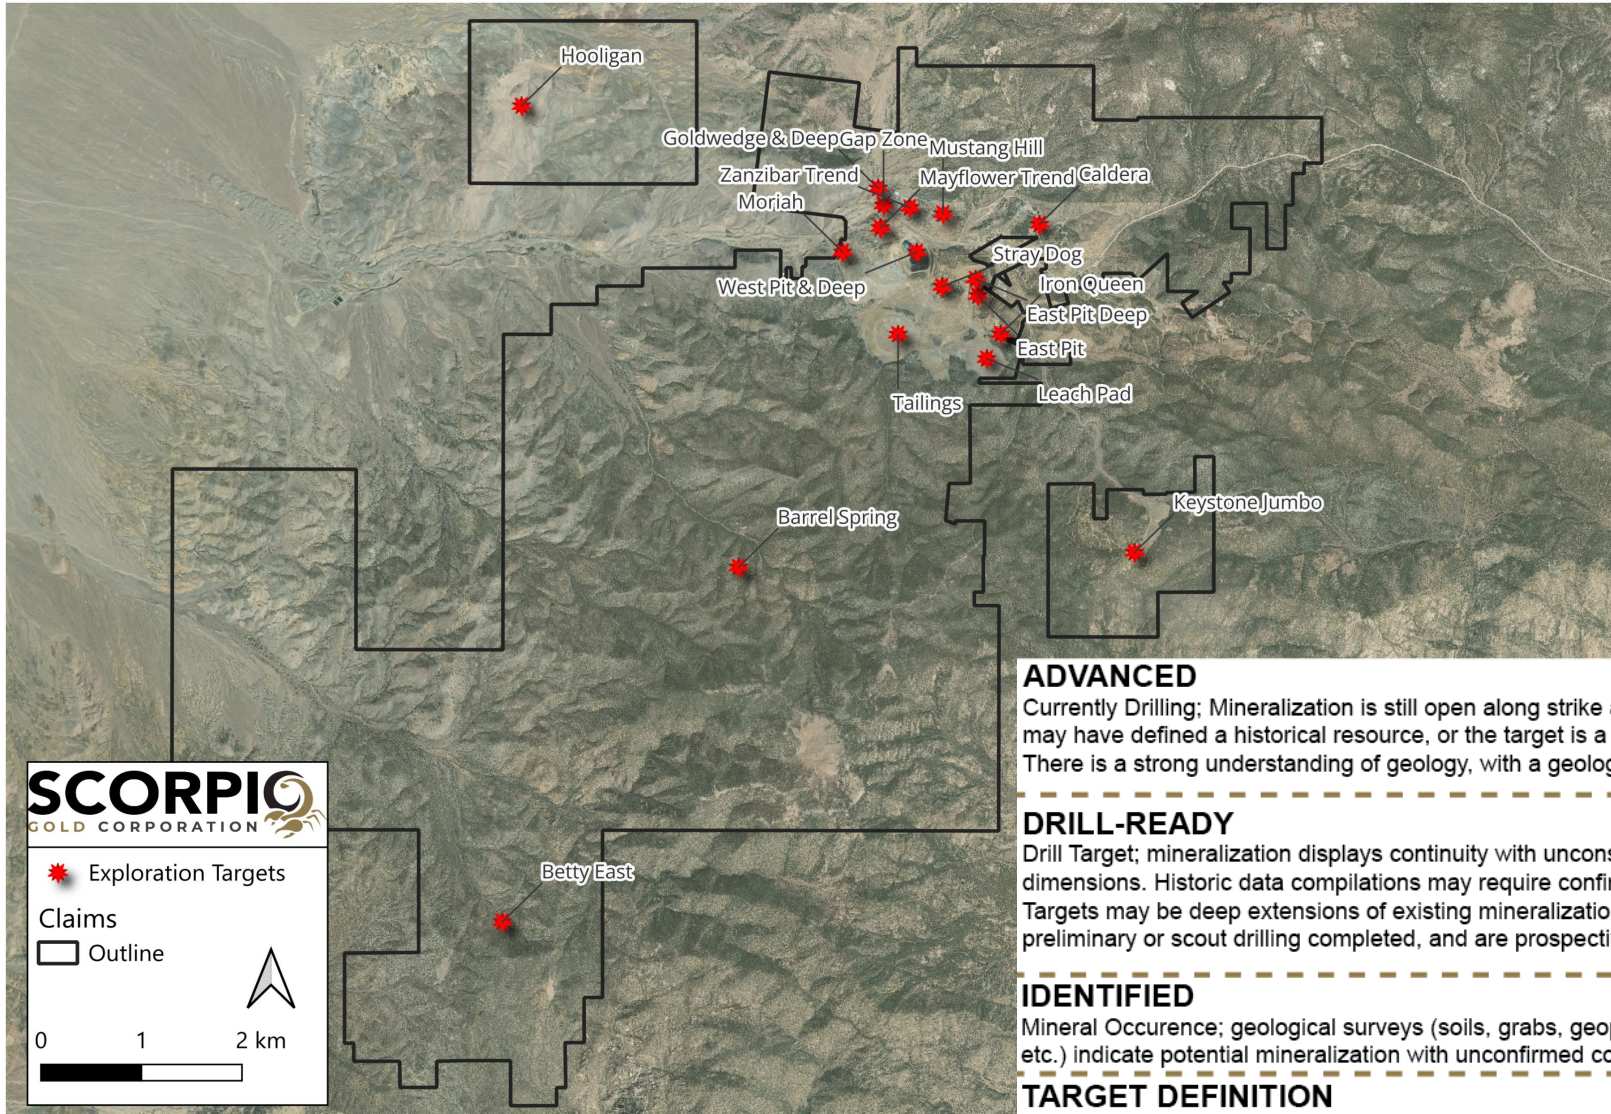 Hooligan
Goldwedge & Deep
Gap Zone
Mustang Hill
Zanzibar Trend
Mayflower Trend
Caldera
Moriah
Stray Dog
West Pit & Deep
Iron Queen
East Pit Deep
East Pit
Leach Pad
Tailings
Keystone Jumbo
Barrel Spring
Betty East
SCORPIO
GOLD CORPORATION
Exploration Targets
Claims
Outline
0 1 2 km
ADVANCED
Currently Drilling; Mineralization is still open along strike
may have defined a historical resource, or the target is a
There is a strong understanding of geology, with a geolog
DRILL-READY
Drill Target; mineralization displays continuity with uncons
dimensions. Historic data compilations may require confir
Targets may be deep extensions of existing mineralizatio
preliminary or scout drilling completed, and are prospecti
IDENTIFIED
Mineral Occurence; geological surveys (soils, grabs, geop
etc.) indicate potential mineralization with unconfirmed co
TARGET DEFINITION